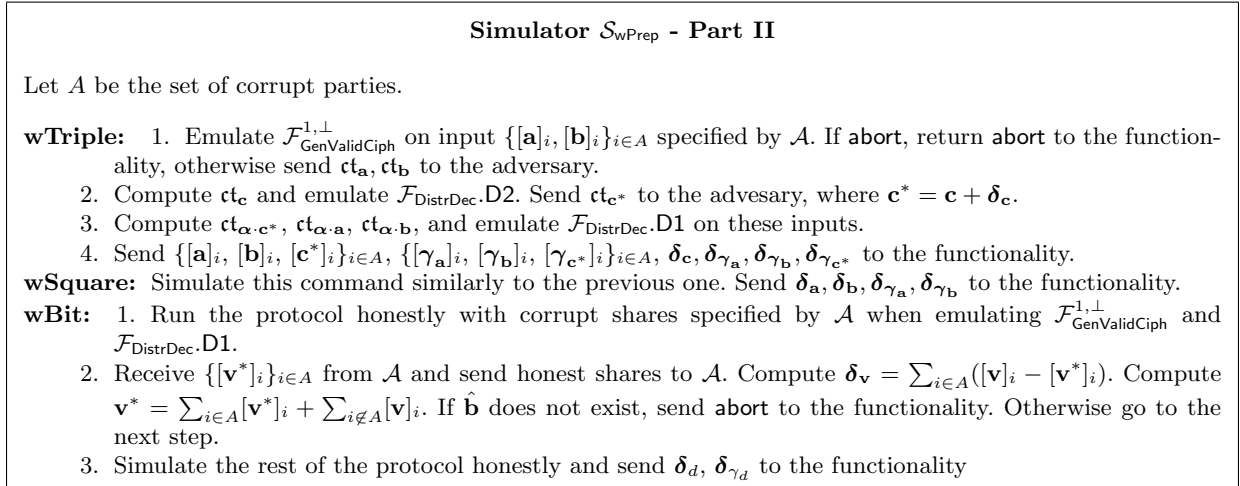 Simulator 𝒮_wPrep - Part II
Let A be the set of corrupt parties.
wTriple: 1. Emulate ℱ^{1,⊥}_GenValidCiph on input {[a]_i, [b]_i}_{i∈A} specified by 𝒜. If abort, return abort to the function-
ality, otherwise send 𝔠𝔱_a, 𝔠𝔱_b to the adversary.
2. Compute 𝔠𝔱_c and emulate ℱ_DistrDec.D2. Send 𝔠𝔱_{c*} to the advesary, where c* = c + δ_c.
3. Compute 𝔠𝔱_{α·c*}, 𝔠𝔱_{α·a}, 𝔠𝔱_{α·b}, and emulate ℱ_DistrDec.D1 on these inputs.
4. Send {[a]_i, [b]_i, [c*]_i}_{i∈A}, {[γ_a]_i, [γ_b]_i, [γ_{c*}]_i}_{i∈A}, δ_c, δ_{γ_a}, δ_{γ_b}, δ_{γ_{c*}} to the functionality.
wSquare: Simulate this command similarly to the previous one. Send δ_a, δ_b, δ_{γ_a}, δ_{γ_b} to the functionality.
wBit: 1. Run the protocol honestly with corrupt shares specified by 𝒜 when emulating ℱ^{1,⊥}_GenValidCiph and
ℱ_DistrDec.D1.
2. Receive {[v*]_i}_{i∈A} from 𝒜 and send honest shares to 𝒜. Compute δ_v = ∑_{i∈A}([v]_i − [v*]_i). Compute
v* = ∑_{i∈A}[v*]_i + ∑_{i∉A}[v]_i. If b̂ does not exist, send abort to the functionality. Otherwise go to the
next step.
3. Simulate the rest of the protocol honestly and send δ_d, δ_{γ_d} to the functionality